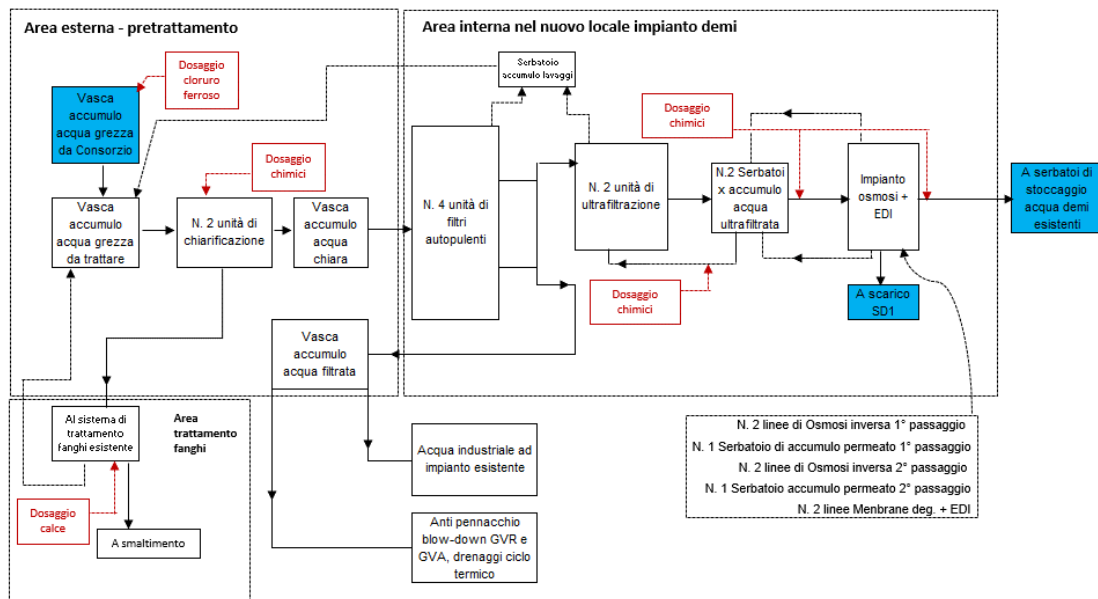 Area esterna - pretrattamento
Area interna nel nuovo locale impianto demi
Dosaggio
cloruro
ferroso
Vasca
accumulo
acqua grezza
da Consorzio
Serbatoio
accumulo lavaggi
Dosaggio
chimici
Dosaggio
chimici
Vasca
accumulo
acqua grezza
da trattare
N. 2 unità di
chiarificazione
Vasca
accumulo
acqua
chiara
N. 4 unità di
filtri
autopulenti
N. 2 unità di
ultrafiltrazione
N.2 Serbatoi
x accumulo
acqua
ultrafiltrata
Impianto
osmosi +
EDI
A serbatoi di
stoccaggio
acqua demi
esistenti
Dosaggio
chimici
A scarico
SD1
Vasca
accumulo
acqua filtrata
Al sistema di
trattamento
fanghi esistente
Area
trattamento
fanghi
Dosaggio
calce
A smaltimento
Acqua industriale ad
impianto esistente
Anti pennacchio
blow-down GVR e
GVA, drenaggi ciclo
termico
N. 2 linee di Osmosi inversa 1° passaggio
N. 1 Serbatoio di accumulo permeato 1° passaggio
N. 2 linee di Osmosi inversa 2° passaggio
N. 1 Serbatoio accumulo permeato 2° passaggio
N. 2 linee Menbrane deg. + EDI